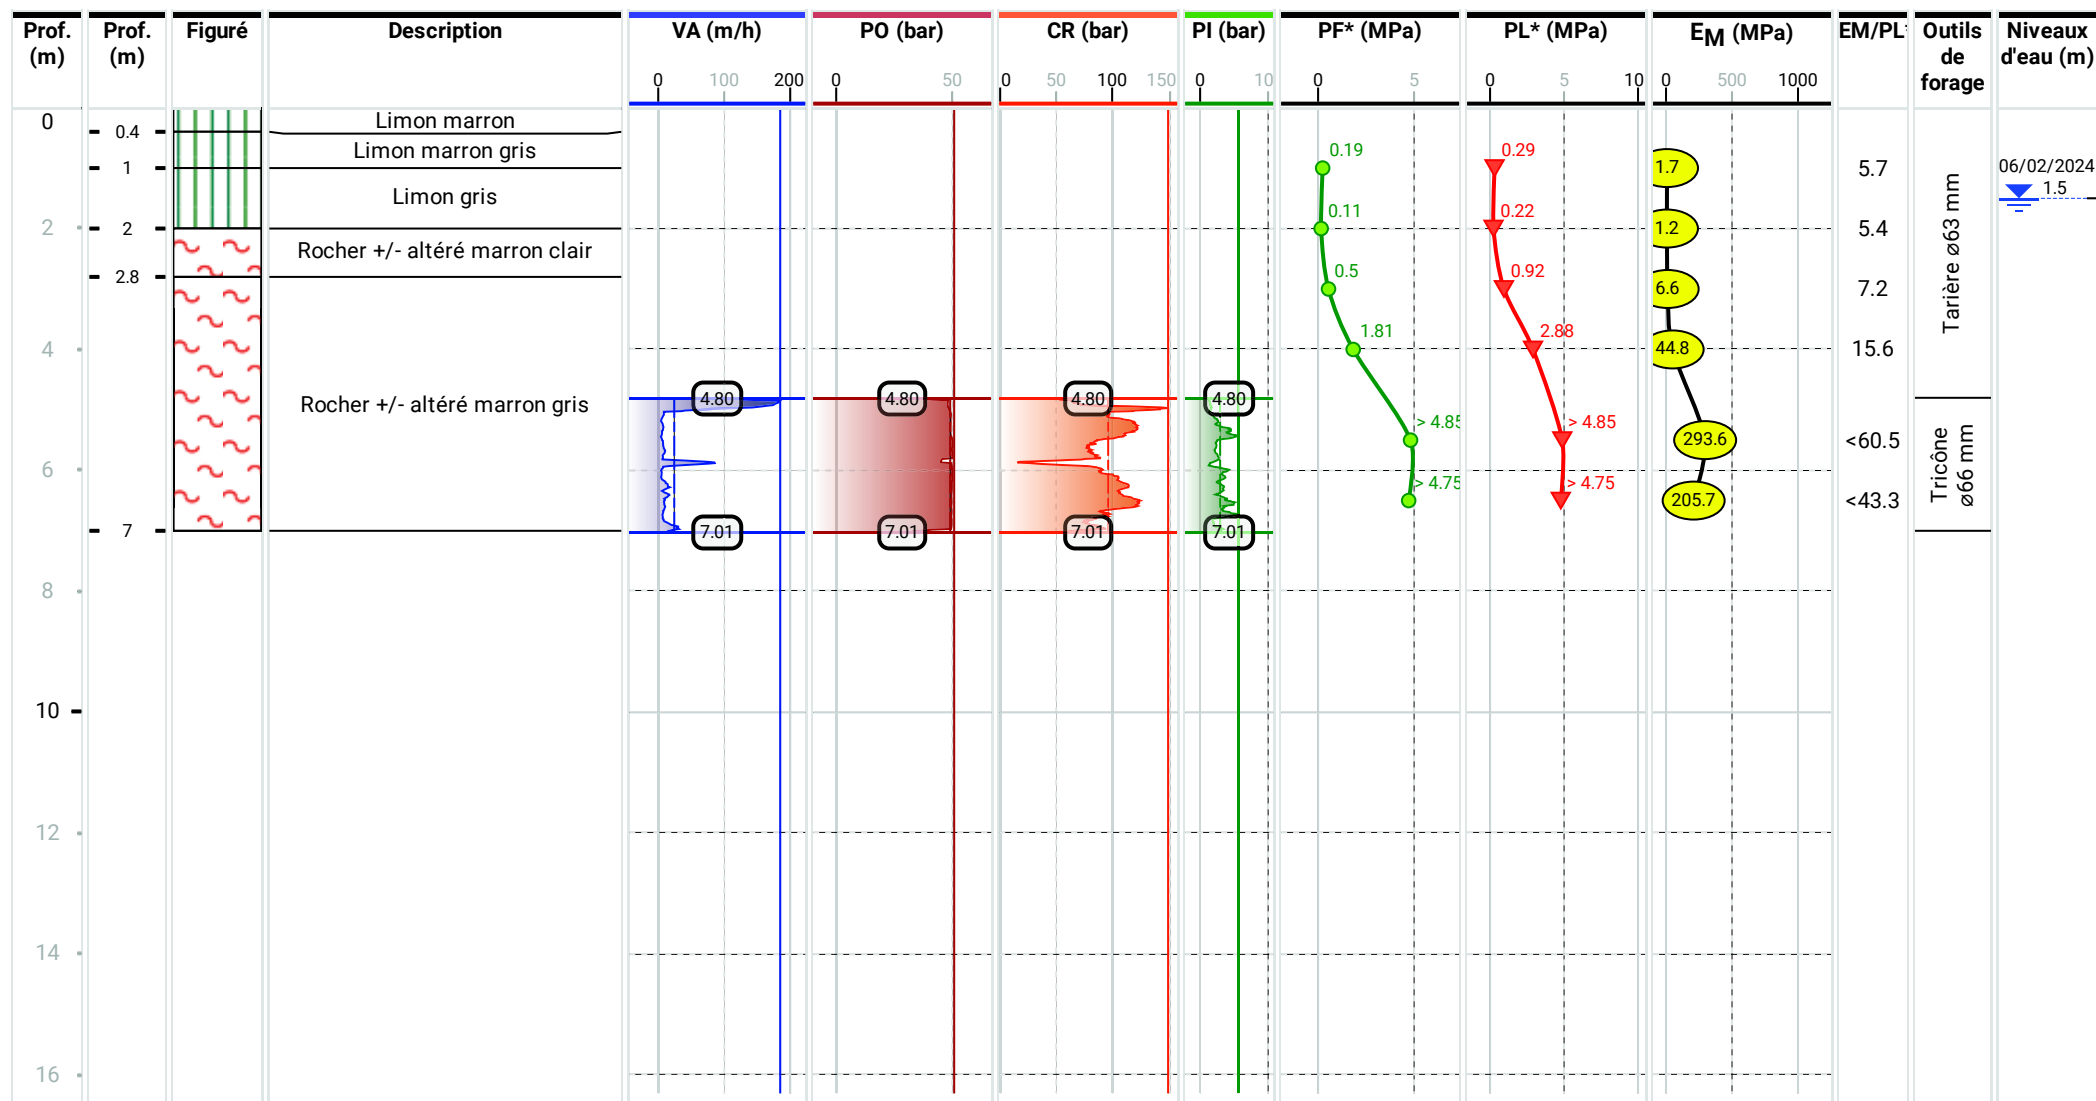 Prof. (m)
Prof. (m)
Figuré
Description
VA (m/h)
PO (bar)
CR (bar)
PI (bar)
PF* (MPa)
PL* (MPa)
EM (MPa)
EM/PL*
Outils de forage
Niveaux d'eau (m)
0 100 200
0 50
0 50 100 150
0 10
0 5
0 5 10
0 500 1000
0
2
4
6
8
10
12
14
16
0.4
1
2
2.8
7
Limon marron
Limon marron gris
Limon gris
Rocher +/- altéré marron clair
Rocher +/- altéré marron gris
4.80
7.01
4.80
7.01
4.80
7.01
4.80
7.01
0.19
0.11
0.5
1.81
> 4.85
> 4.75
0.29
0.22
0.92
2.88
> 4.85
> 4.75
1.7
1.2
6.6
44.8
293.6
205.7
5.7
5.4
7.2
15.6
<60.5
<43.3
Tarière ⌀63 mm
Tricône
⌀66 mm
06/02/2024
1.5